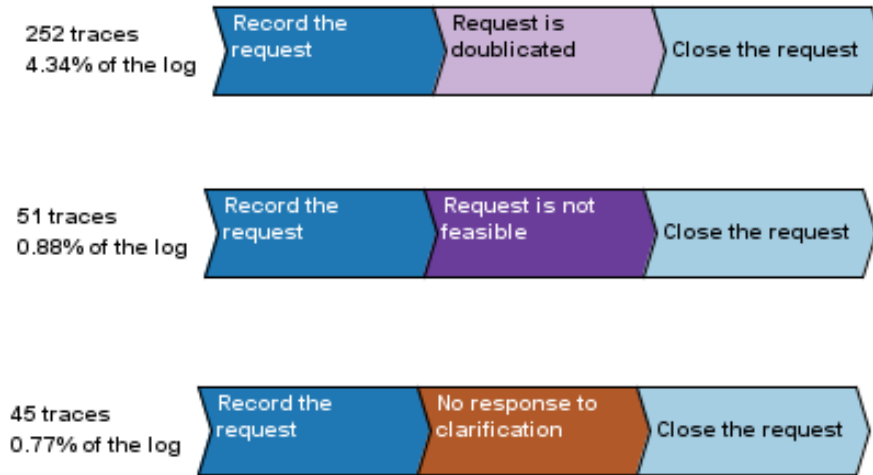 252 traces
4.34% of the log
Record the
request
Request is
doublicated
Close the request
51 traces
0.88% of the log
Record the
request
Request is not
feasible
Close the request
45 traces
0.77% of the log
Record the
request
No response to
clarification
Close the request